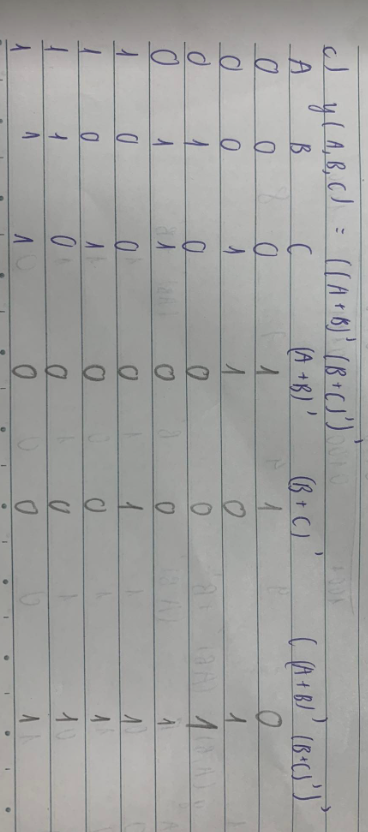 c) y(A,B,C) = ((A+B)' (B+C)')'
A B C (A+B)' (B+C)' ((A+B)' (B+C)')'
0 0 0 1 1 0
0 0 1 1 0 1
0 1 0 0 0 1
0 1 1 0 0 1
1 0 0 0 1 1
1 0 1 0 0 1
1 1 0 0 0 1
1 1 1 0 0 1